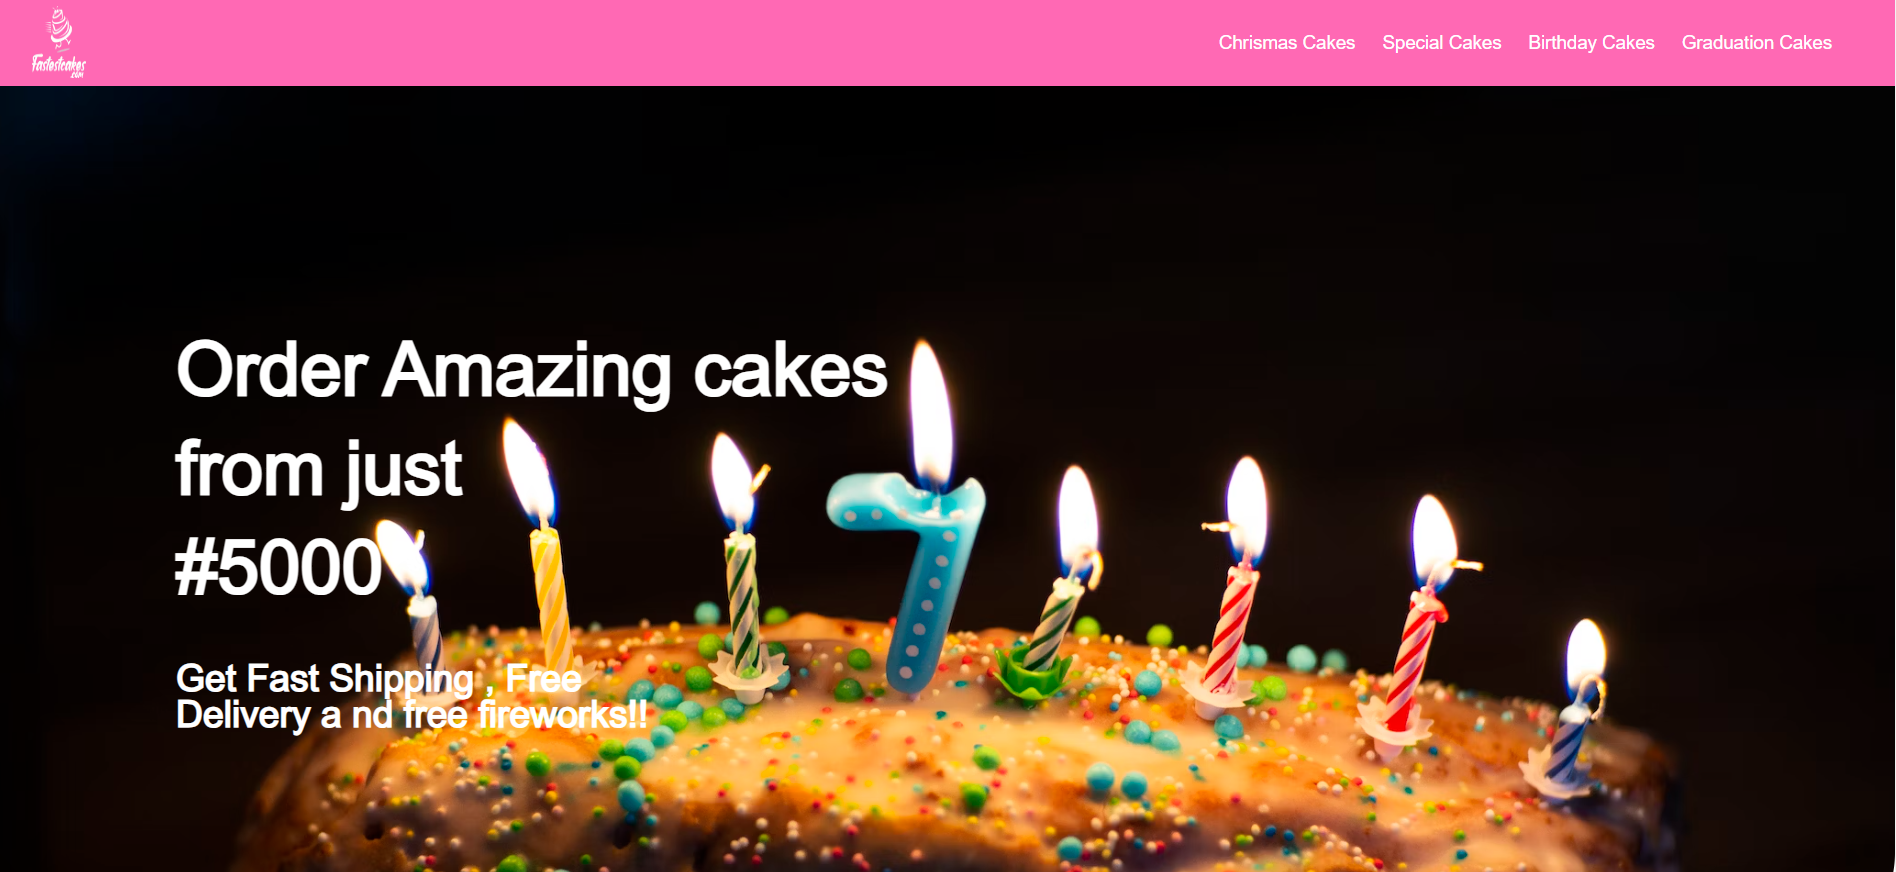 Fastestcakes
.com
Chrismas Cakes Special Cakes Birthday Cakes Graduation Cakes
Order Amazing cakes
from just
#5000
Get Fast Shipping , Free
Delivery a nd free fireworks!!
7